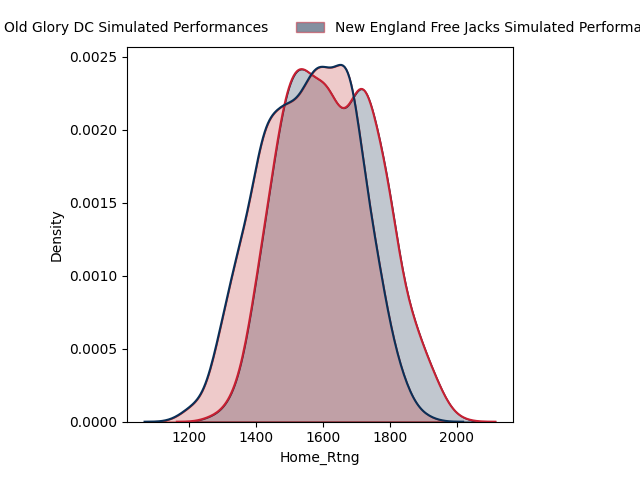 Old Glory DC Simulated Performances
New England Free Jacks Simulated Performa
0.0025
0.0020
0.0015
0.0010
0.0005
0.0000
Density
1200 1400 1600 1800 2000
Home_Rtng